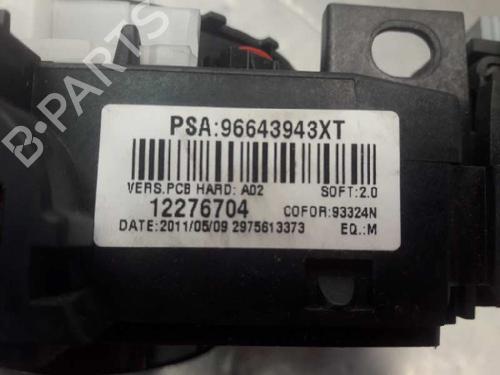 B-PARTS
PSA:96643943XT
VERS.PCB HARD: A02 SOFT:2.0
12276704 COFOR:93324N
DATE:2011/05/09 2975613373 EQ.:M